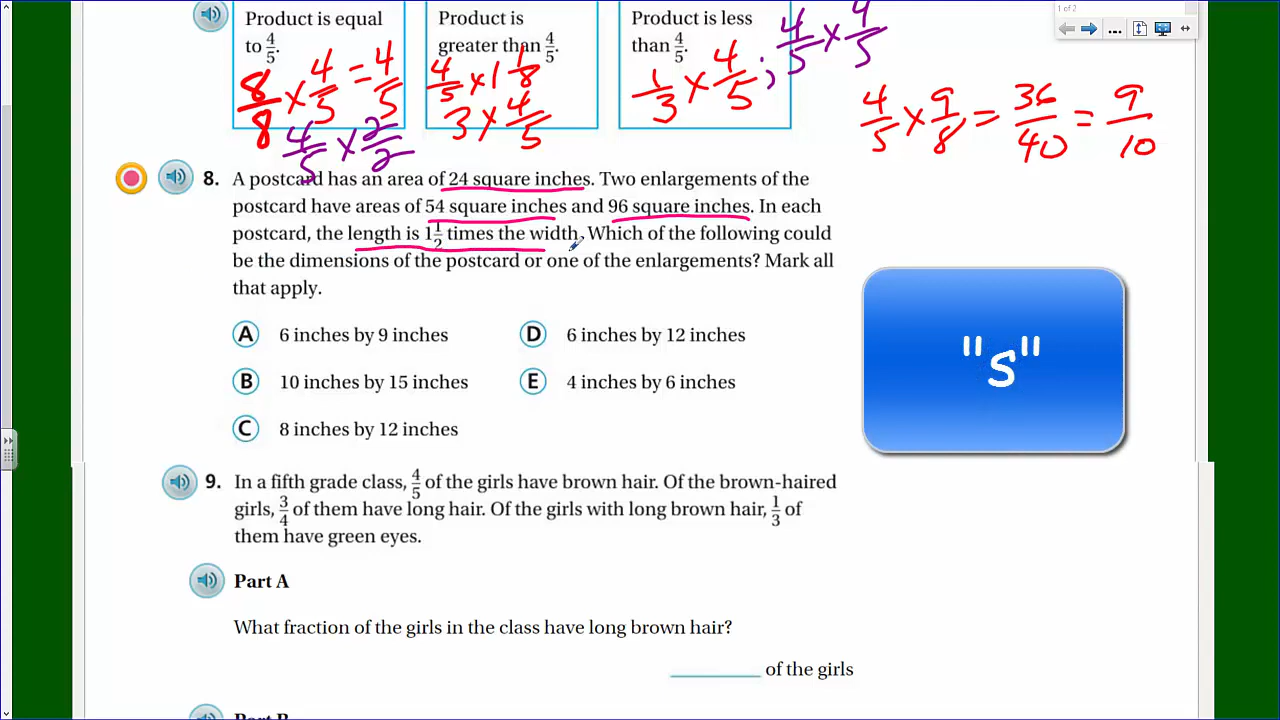 1 of 2
Product is equal
to 4/5.
8/8 × 4/5 = 4/5
4/5 × 2/2
Product is
greater than 4/5.
4/5 × 1 1/8
3 × 4/5
Product is less
than 4/5.
1/3 × 4/5 ; 4/5 × 4/5
4/5 × 9/8 = 36/40 = 9/10
8. A postcard has an area of 24 square inches. Two enlargements of the
postcard have areas of 54 square inches and 96 square inches. In each
postcard, the length is 1 1/2 times the width. Which of the following could
be the dimensions of the postcard or one of the enlargements? Mark all
that apply.
A 6 inches by 9 inches
B 10 inches by 15 inches
C 8 inches by 12 inches
D 6 inches by 12 inches
E 4 inches by 6 inches
"s"
9. In a fifth grade class, 4/5 of the girls have brown hair. Of the brown-haired
girls, 3/4 of them have long hair. Of the girls with long brown hair, 1/3 of
them have green eyes.
Part A
What fraction of the girls in the class have long brown hair?
of the girls
Part B